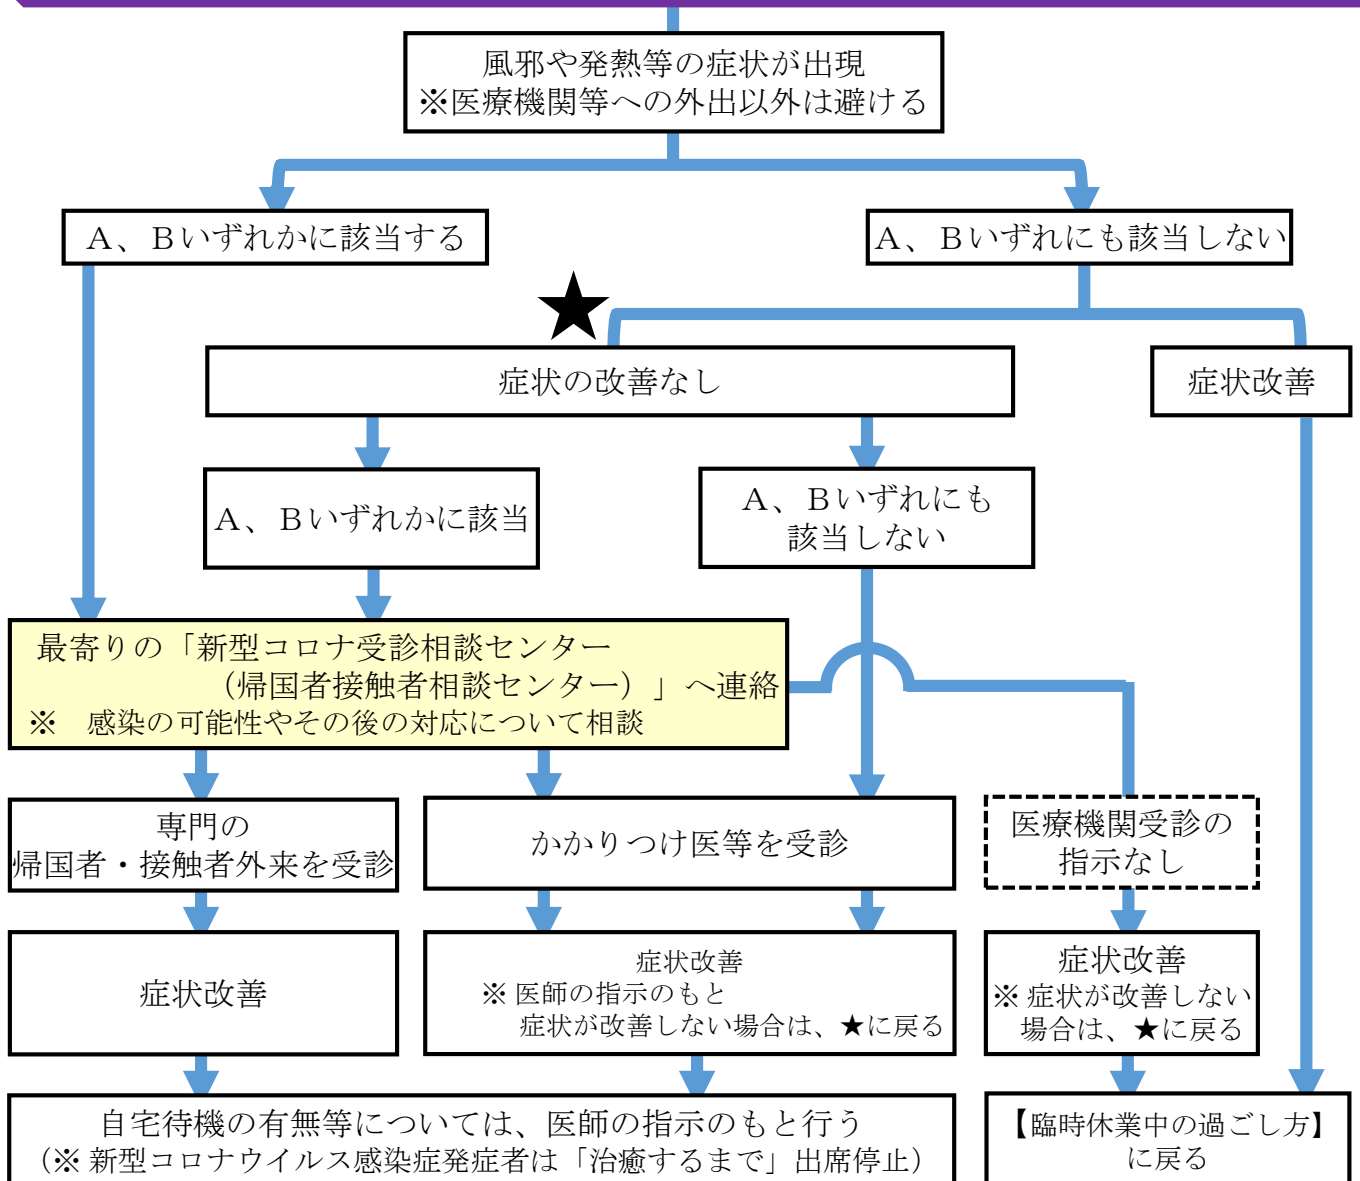 風邪や発熱等の症状が出現
※医療機関等への外出以外は避ける
A、Bいずれかに該当する
A、Bいずれにも該当しない
★
症状の改善なし
症状改善
A、Bいずれかに該当
A、Bいずれにも
該当しない
最寄りの「新型コロナ受診相談センター
(帰国者接触者相談センター)」へ連絡
※ 感染の可能性やその後の対応について相談
専門の
帰国者・接触者外来を受診
かかりつけ医等を受診
医療機関受診の
指示なし
症状改善
症状改善
※ 医師の指示のもと
症状が改善しない場合は、★に戻る
症状改善
※ 症状が改善しない
場合は、★に戻る
自宅待機の有無等については、医師の指示のもと行う
(※ 新型コロナウイルス感染症発症者は「治癒するまで」出席停止)
【臨時休業中の過ごし方】
に戻る